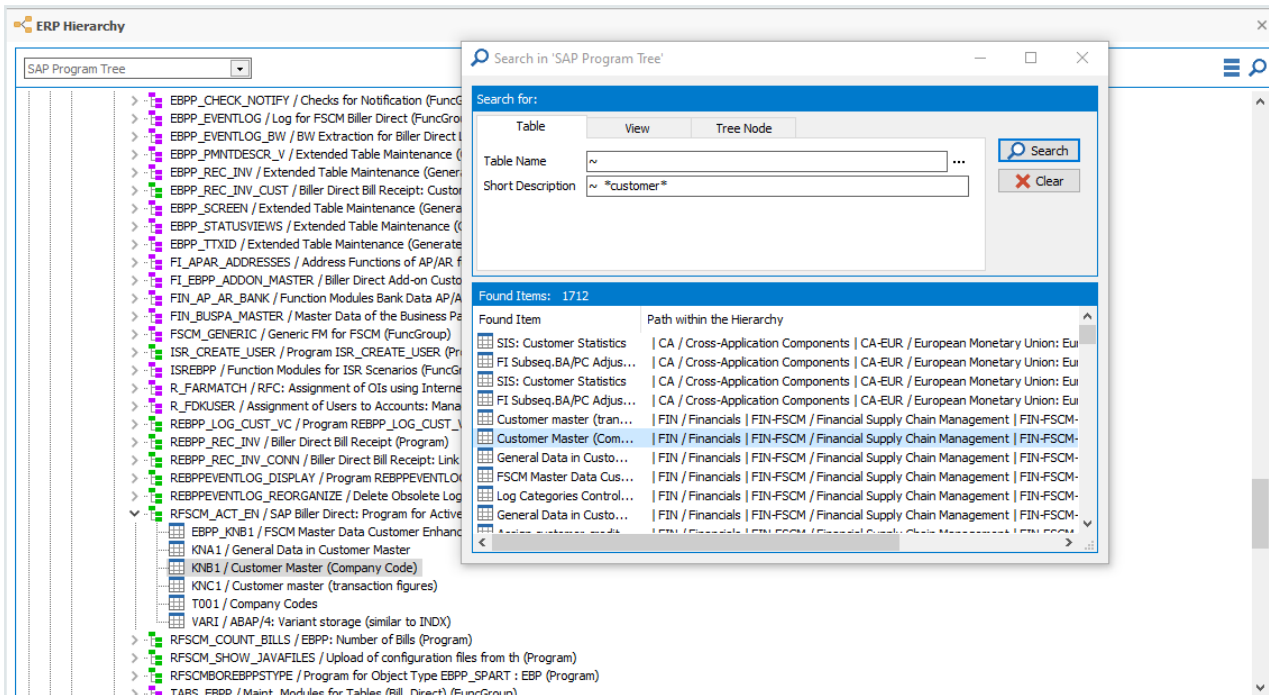 ERP Hierarchy
SAP Program Tree
EBPP_CHECK_NOTIFY / Checks for Notification (FuncG
EBPP_EVENTLOG / Log for FSCM Biller Direct (FuncGrou
EBPP_EVENTLOG_BW / BW Extraction for Biller Direct L
EBPP_PMNTDESCR_V / Extended Table Maintenance (
EBPP_REC_INV / Extended Table Maintenance (Genera
EBPP_REC_INV_CUST / Biller Direct Bill Receipt: Custom
EBPP_SCREEN / Extended Table Maintenance (Genera
EBPP_STATUSVIEWS / Extended Table Maintenance (G
EBPP_TTXID / Extended Table Maintenance (Generate
FI_APAR_ADDRESSES / Address Functions of AP/AR f
FI_EBPP_ADDON_MASTER / Biller Direct Add-on Custo
FIN_AP_AR_BANK / Function Modules Bank Data AP/A
FIN_BUSPA_MASTER / Master Data of the Business Pa
FSCM_GENERIC / Generic FM for FSCM (FuncGroup)
ISR_CREATE_USER / Program ISR_CREATE_USER (Pr
ISREBPP / Function Modules for ISR Scenarios (FuncGr
R_FARMATCH / RFC: Assignment of OIs using Interne
R_FDKUSER / Assignment of Users to Accounts: Mana
REBPP_LOG_CUST_VC / Program REBPP_LOG_CUST_V
REBPP_REC_INV / Biller Direct Bill Receipt (Program)
REBPP_REC_INV_CONN / Biller Direct Bill Receipt: Link
REBPPEVENTLOG_DISPLAY / Program REBPPEVENTLO
REBPPEVENTLOG_REORGANIZE / Delete Obsolete Log
RFSCM_ACT_EN / SAP Biller Direct: Program for Active
EBPP_KNB1 / FSCM Master Data Customer Enhanc
KNA1 / General Data in Customer Master
KNB1 / Customer Master (Company Code)
KNC1 / Customer master (transaction figures)
T001 / Company Codes
VARI / ABAP/4: Variant storage (similar to INDX)
RFSCM_COUNT_BILLS / EBPP: Number of Bills (Program)
RFSCM_SHOW_JAVAFILES / Upload of configuration files from th (Program)
RFSCMBOREBPPSTYPE / Program for Object Type EBPP_SPART : EBP (Program)
TABS_EBPP / Maint. Modules for Tables (Bill. Direct) (FuncGroup)
Search in 'SAP Program Tree'
Search for:
Table View Tree Node
Table Name ~ ...
Search
Short Description ~ *customer*
Clear
Found Items: 1712
Found Item Path within the Hierarchy
SIS: Customer Statistics | CA / Cross-Application Components | CA-EUR / European Monetary Union: Eur
FI Subseq.BA/PC Adjus... | CA / Cross-Application Components | CA-EUR / European Monetary Union: Eur
SIS: Customer Statistics | CA / Cross-Application Components | CA-EUR / European Monetary Union: Eur
FI Subseq.BA/PC Adjus... | CA / Cross-Application Components | CA-EUR / European Monetary Union: Eur
Customer master (tran... | FIN / Financials | FIN-FSCM / Financial Supply Chain Management | FIN-FSCM-
Customer Master (Com... | FIN / Financials | FIN-FSCM / Financial Supply Chain Management | FIN-FSCM-
General Data in Custo... | FIN / Financials | FIN-FSCM / Financial Supply Chain Management | FIN-FSCM-
FSCM Master Data Cus... | FIN / Financials | FIN-FSCM / Financial Supply Chain Management | FIN-FSCM-
Log Categories Control... | FIN / Financials | FIN-FSCM / Financial Supply Chain Management | FIN-FSCM-
General Data in Custo... | FIN / Financials | FIN-FSCM / Financial Supply Chain Management | FIN-FSCM-